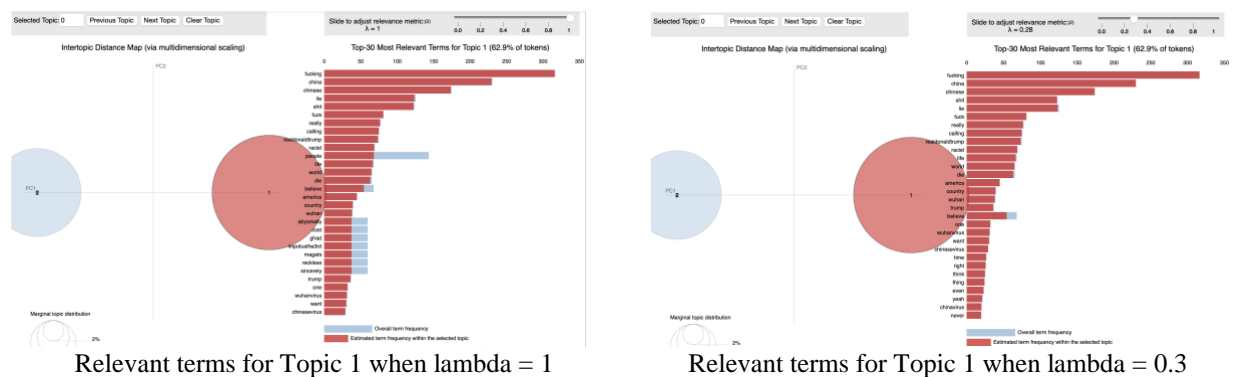 Selected Topic: 0 Previous Topic Next Topic Clear Topic
Slide to adjust relevance metric:(2)
λ = 1
0.0 0.2 0.4 0.6 0.8 1
Intertopic Distance Map (via multidimensional scaling)
PC2
PC1
2
1
Marginal topic distribution
2%
Top-30 Most Relevant Terms for Topic 1 (62.9% of tokens)
0 50 100 150 200 250 300 350
fucking
china
chinese
lie
shit
fuck
really
calling
realdonaldtrump
racist
people
life
world
die
believe
america
country
wuhan
abysmally
cost
ghad
magats
reckless
sincerely
trump
one
wuhanvirus
want
chinesevirus
Overall term frequency
Estimated term frequency within the selected topic
Relevant terms for Topic 1 when lambda = 1
Selected Topic: 0 Previous Topic Next Topic Clear Topic
Slide to adjust relevance metric:(2)
λ = 0.28
0.0 0.2 0.4 0.6 0.8 1
Intertopic Distance Map (via multidimensional scaling)
PC2
PC1
2
1
Marginal topic distribution
2%
Top-30 Most Relevant Terms for Topic 1 (62.9% of tokens)
0 50 100 150 200 250 300 350
fucking
china
chinese
shit
lie
fuck
really
calling
realdonaldtrump
racist
life
world
die
america
country
wuhan
trump
believe
one
wuhanvirus
want
chinesevirus
time
right
think
thing
even
yeah
chinavirus
never
Overall term frequency
Estimated term frequency within the selected topic
Relevant terms for Topic 1 when lambda = 0.3